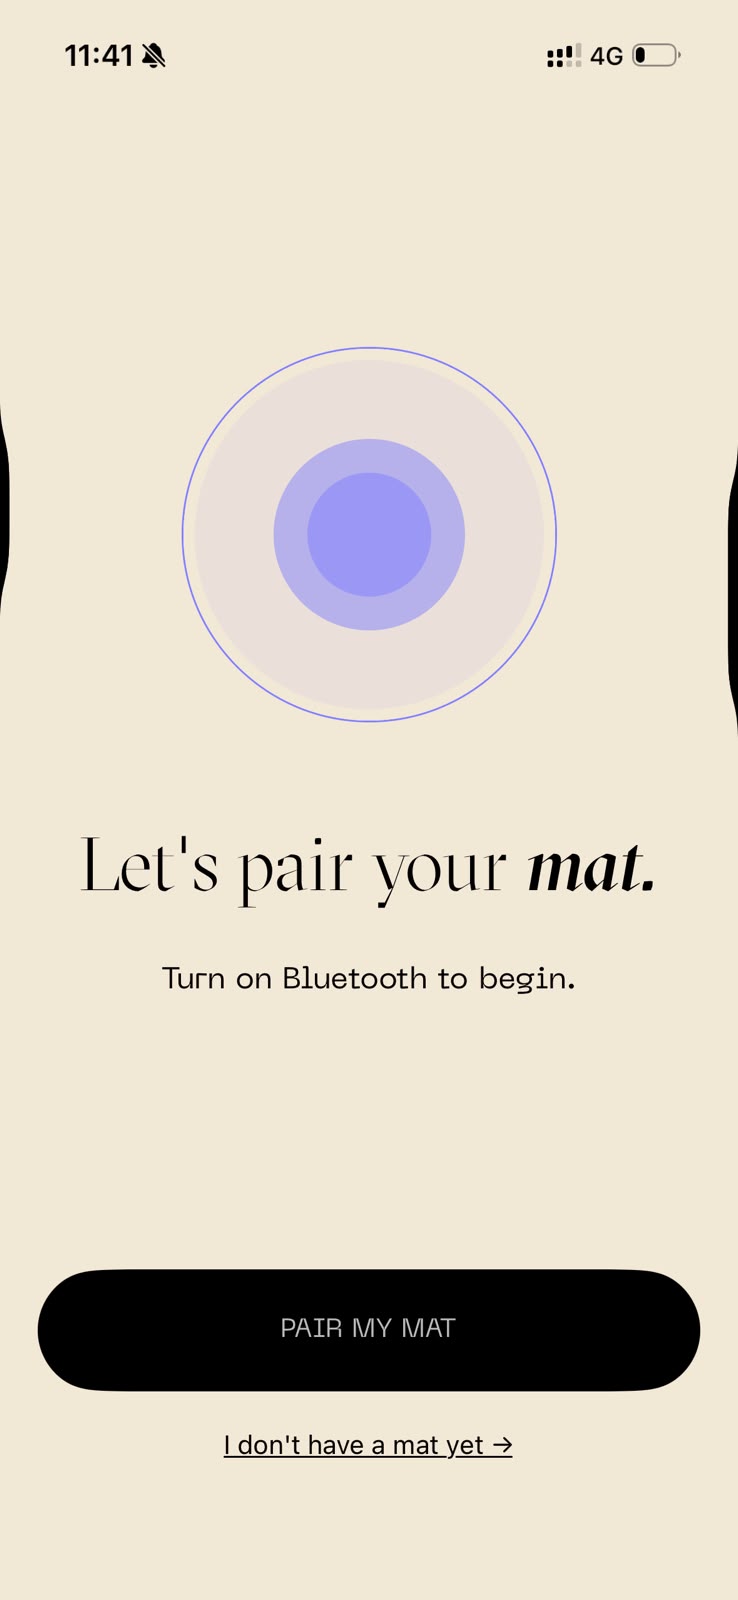 11:41 4G
Let's pair your mat.
Turn on Bluetooth to begin.
PAIR MY MAT
I don't have a mat yet →